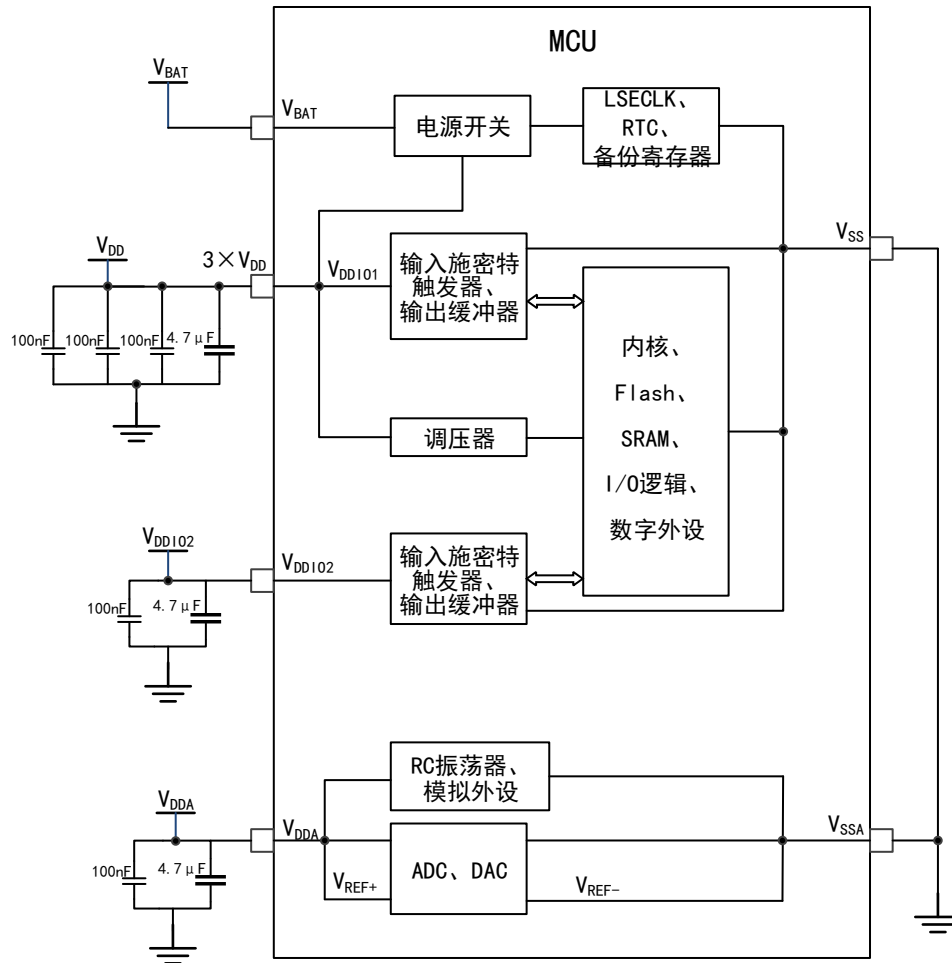 MCU
VBAT
VBAT
电源开关
LSECLK、
RTC、
备份寄存器
VDD
3×VDD
VDDIO1
输入施密特
触发器、
输出缓冲器
VSS
100nF
100nF
100nF
4.7μF
内核、
Flash、
SRAM、
I/O逻辑、
数字外设
调压器
VDDIO2
VDDIO2
输入施密特
触发器、
输出缓冲器
100nF
4.7μF
RC振荡器、
模拟外设
VDDA
VDDA
VSSA
100nF
4.7μF
ADC、DAC
VREF+
VREF-